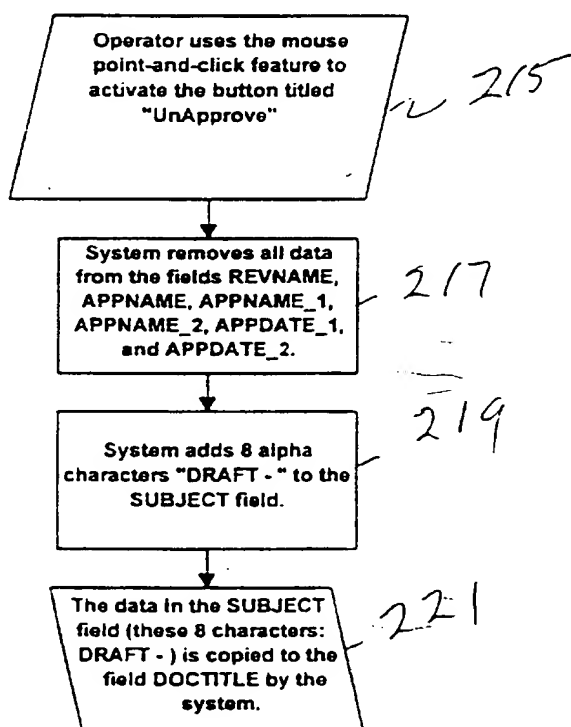 Operator uses the mouse
point-and-click feature to
activate the button titled
"UnApprove"
215
System removes all data
from the fields REVNAME,
APPNAME, APPNAME_1,
APPNAME_2, APPDATE_1,
and APPDATE_2.
217
219
System adds 8 alpha
characters "DRAFT - " to the
SUBJECT field.
The data in the SUBJECT
field (these 8 characters:
DRAFT - ) is copied to the
field DOCTITLE by the
system.
221